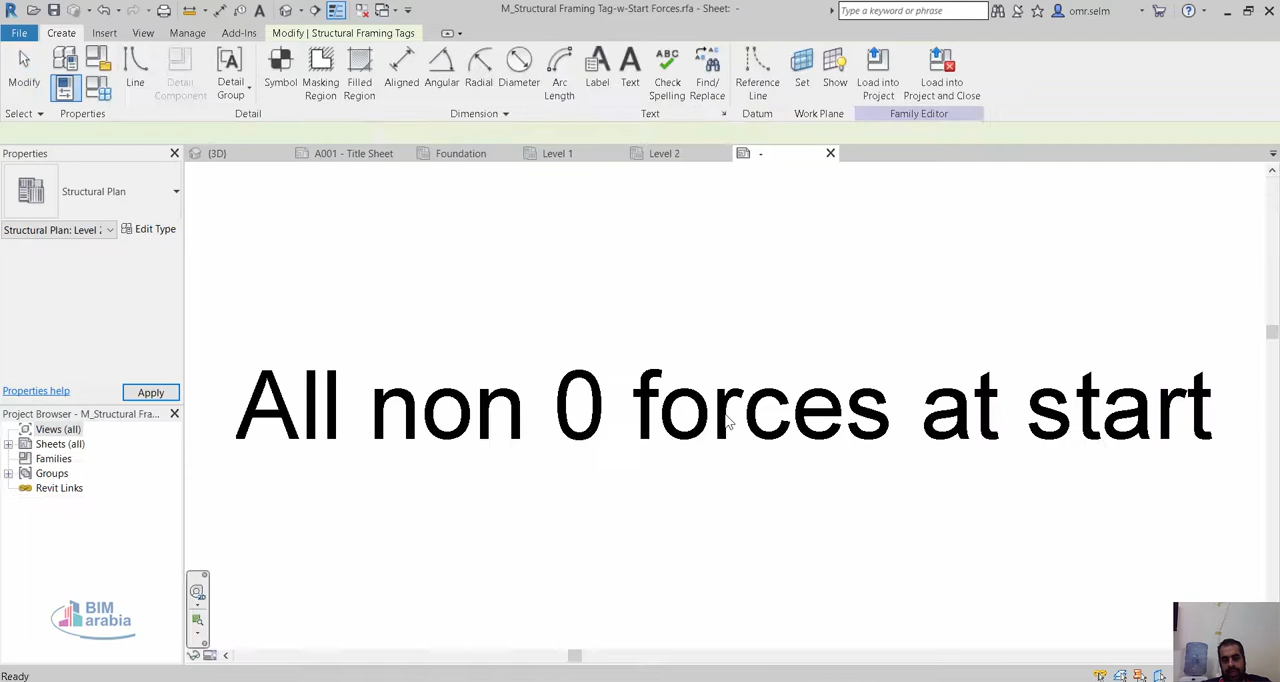 M_Structural Framing Tag-w-Start Forces.rfa - Sheet: -
Type a keyword or phrase
omr.selm
File Create Insert View Manage Add-Ins Modify | Structural Framing Tags
Modify
Line
Detail Component
Detail Group
Symbol
Masking Region
Filled Region
Aligned
Angular
Radial
Diameter
Arc Length
Label
Text
Check Spelling
Find/ Replace
Reference Line
Set
Show
Load into Project
Load into Project and Close
Select Properties Detail Dimension Text Datum Work Plane Family Editor
Properties
{3D} A001 - Title Sheet Foundation Level 1 Level 2 -
Structural Plan
Structural Plan: Level
Edit Type
All non 0 forces at start
Properties help
Apply
Project Browser - M_Structural Fra...
Views (all)
Sheets (all)
Families
Groups
Revit Links
BIM
arabia
Ready